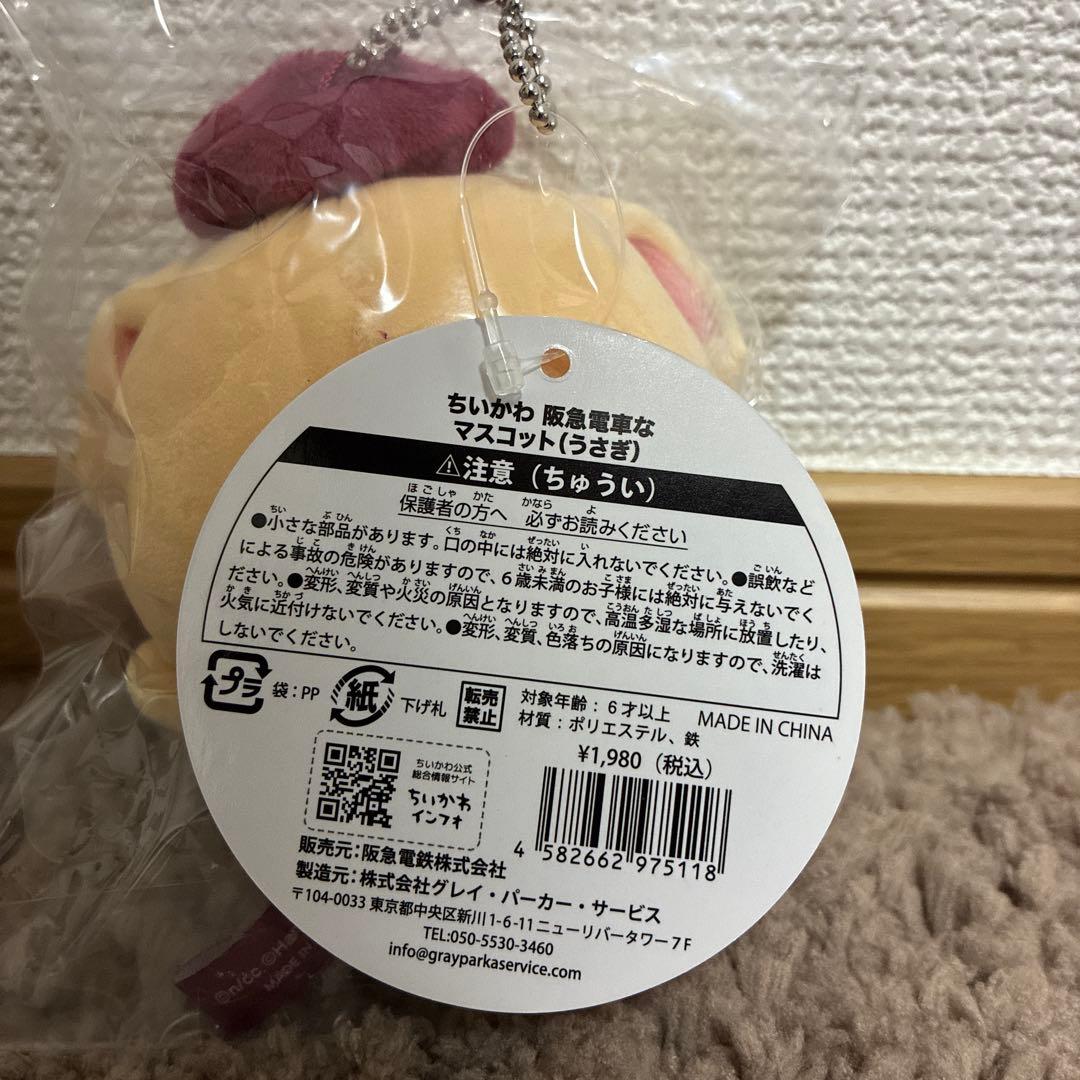 ちいかわ 阪急電車な
マスコット(うさぎ)
⚠注意(ちゅうい)
保護者の方へ 必ずお読みください
●小さな部品があります。口の中には絶対に入れないでください。●誤飲など
による事故の危険がありますので、6歳未満のお子様には絶対に与えないでく
ださい。●変形、変質や火災の原因となりますので、高温多湿な場所に放置したり、
火気に近付けないでください。●変形、変質、色落ちの原因になりますので、洗濯は
しないでください。
プラ 袋:PP 紙 下げ札 転売禁止
対象年齢:6才以上
材質:ポリエステル、鉄
MADE IN CHINA
¥1,980(税込)
ちいかわ公式
総合情報サイト
ちいかわ
インフォ
4 582662 975118
販売元:阪急電鉄株式会社
製造元:株式会社グレイ・パーカー・サービス
〒104-0033 東京都中央区新川1-6-11ニューリバータワー7F
TEL:050-5530-3460
info@grayparkaservice.com